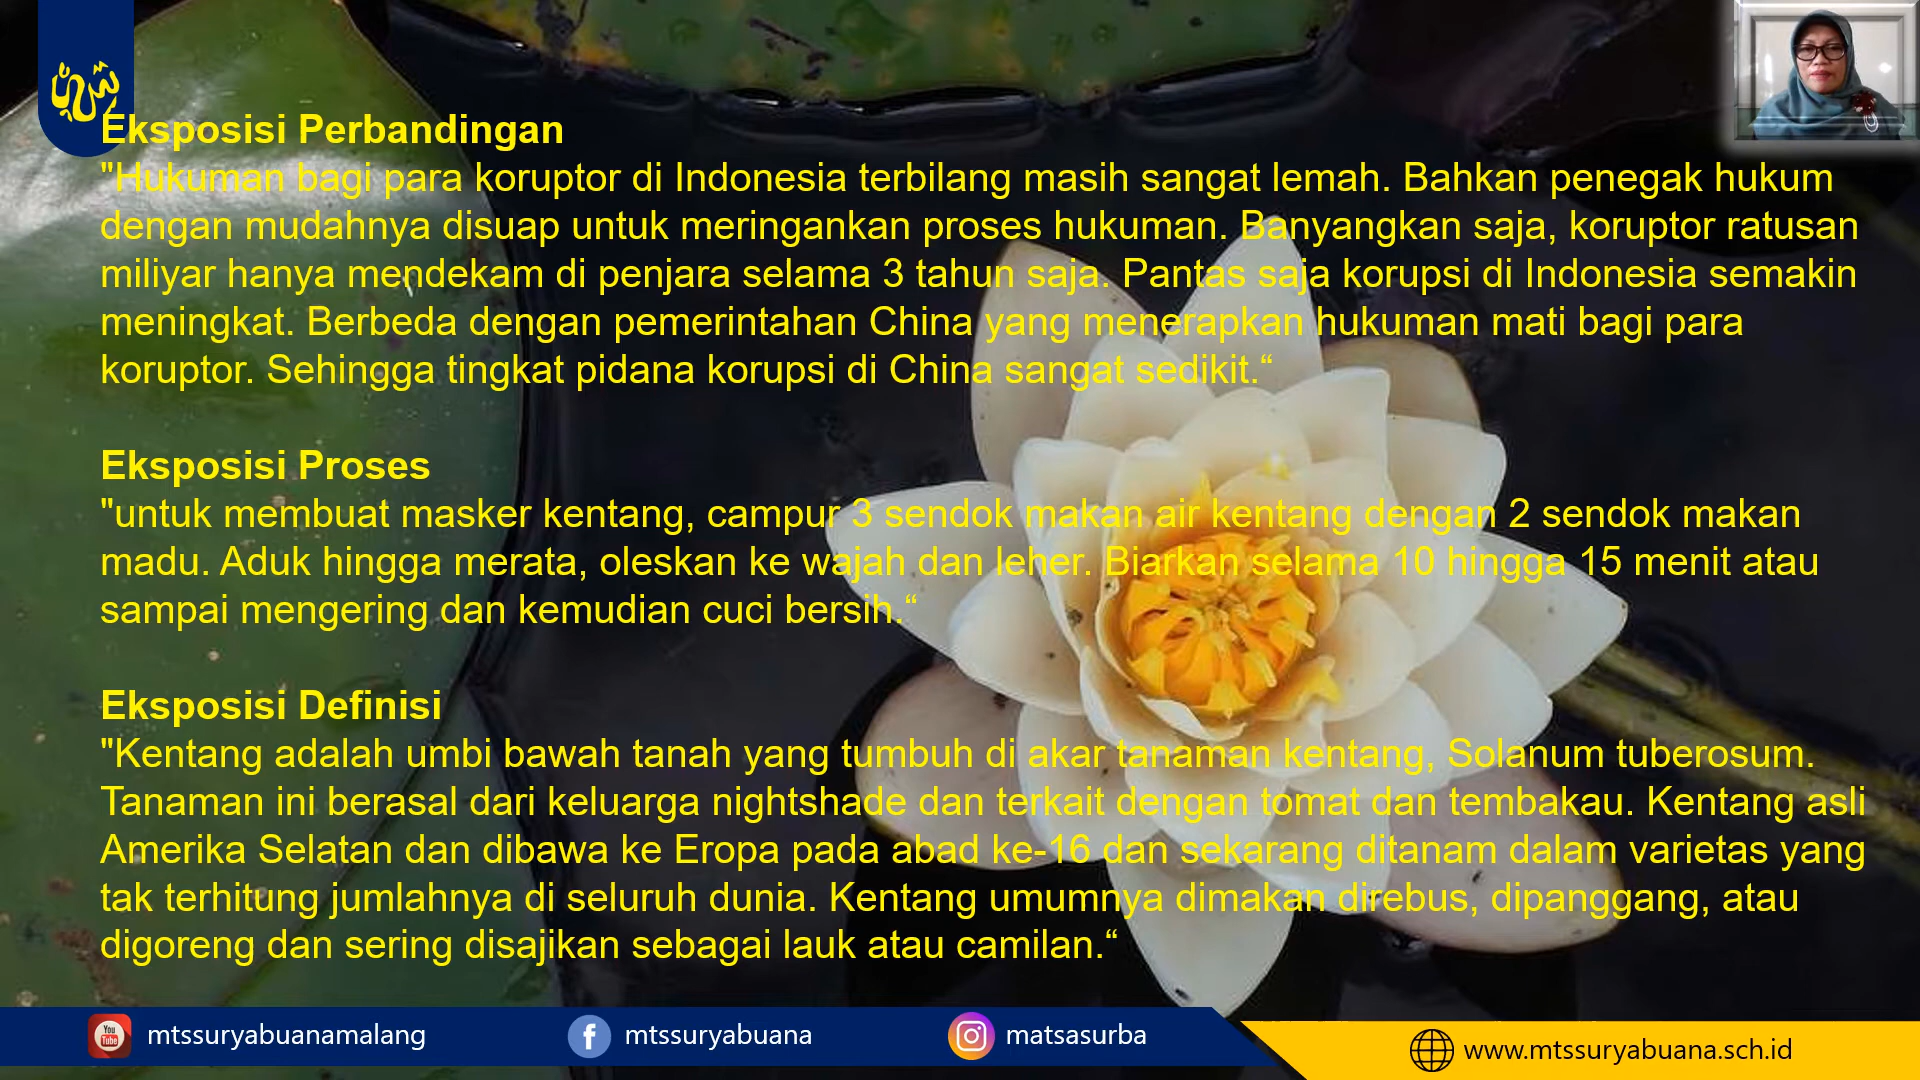 Eksposisi Perbandingan
"Hukuman bagi para koruptor di Indonesia terbilang masih sangat lemah. Bahkan penegak hukum
dengan mudahnya disuap untuk meringankan proses hukuman. Banyangkan saja, koruptor ratusan
miliyar hanya mendekam di penjara selama 3 tahun saja. Pantas saja korupsi di Indonesia semakin
meningkat. Berbeda dengan pemerintahan China yang menerapkan hukuman mati bagi para
koruptor. Sehingga tingkat pidana korupsi di China sangat sedikit.“
Eksposisi Proses
"untuk membuat masker kentang, campur 3 sendok makan air kentang dengan 2 sendok makan
madu. Aduk hingga merata, oleskan ke wajah dan leher. Biarkan selama 10 hingga 15 menit atau
sampai mengering dan kemudian cuci bersih.“
Eksposisi Definisi
"Kentang adalah umbi bawah tanah yang tumbuh di akar tanaman kentang, Solanum tuberosum.
Tanaman ini berasal dari keluarga nightshade dan terkait dengan tomat dan tembakau. Kentang asli
Amerika Selatan dan dibawa ke Eropa pada abad ke-16 dan sekarang ditanam dalam varietas yang
tak terhitung jumlahnya di seluruh dunia. Kentang umumnya dimakan direbus, dipanggang, atau
digoreng dan sering disajikan sebagai lauk atau camilan.“
You Tube mtssuryabuanamalang
mtssuryabuana
matsasurba
www.mtssuryabuana.sch.id